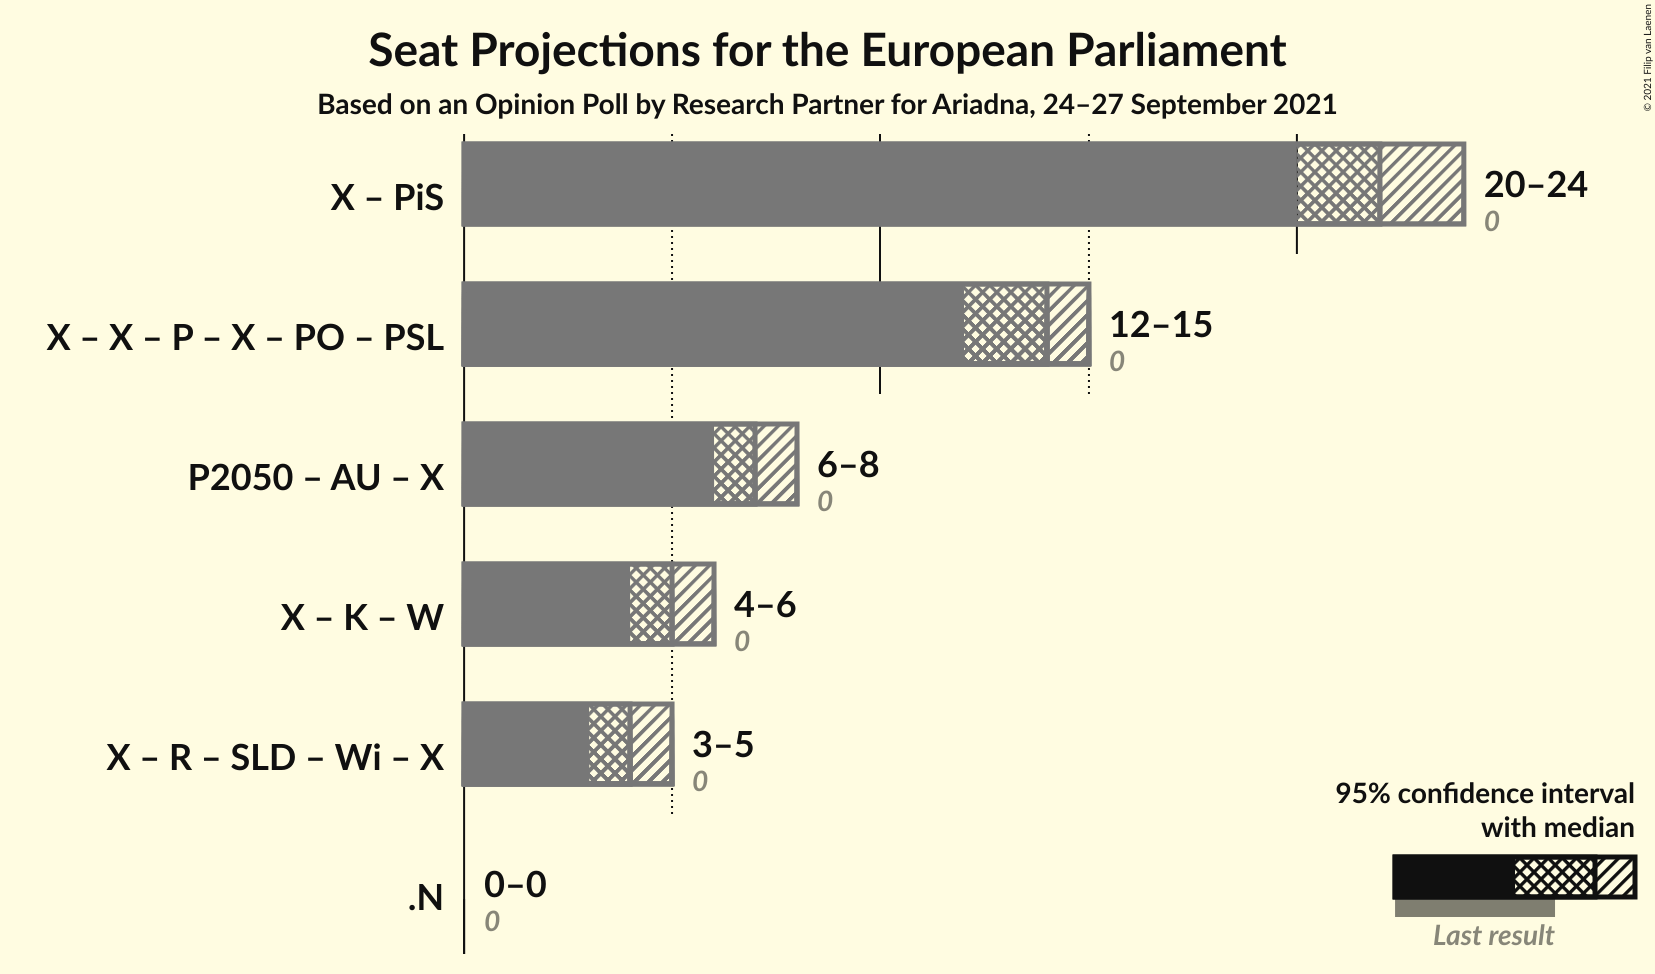 Seat Projections for the European Parliament
Based on an Opinion Poll by Research Partner for Ariadna, 24–27 September 2021
© 2021 Filip van Laenen
X – PiS
20–24
0
X – X – P – X – PO – PSL
12–15
0
P2050 – AU – X
6–8
0
X – K – W
4–6
0
X – R – SLD – Wi – X
3–5
0
.N
0–0
0
95% confidence interval
with median
Last result